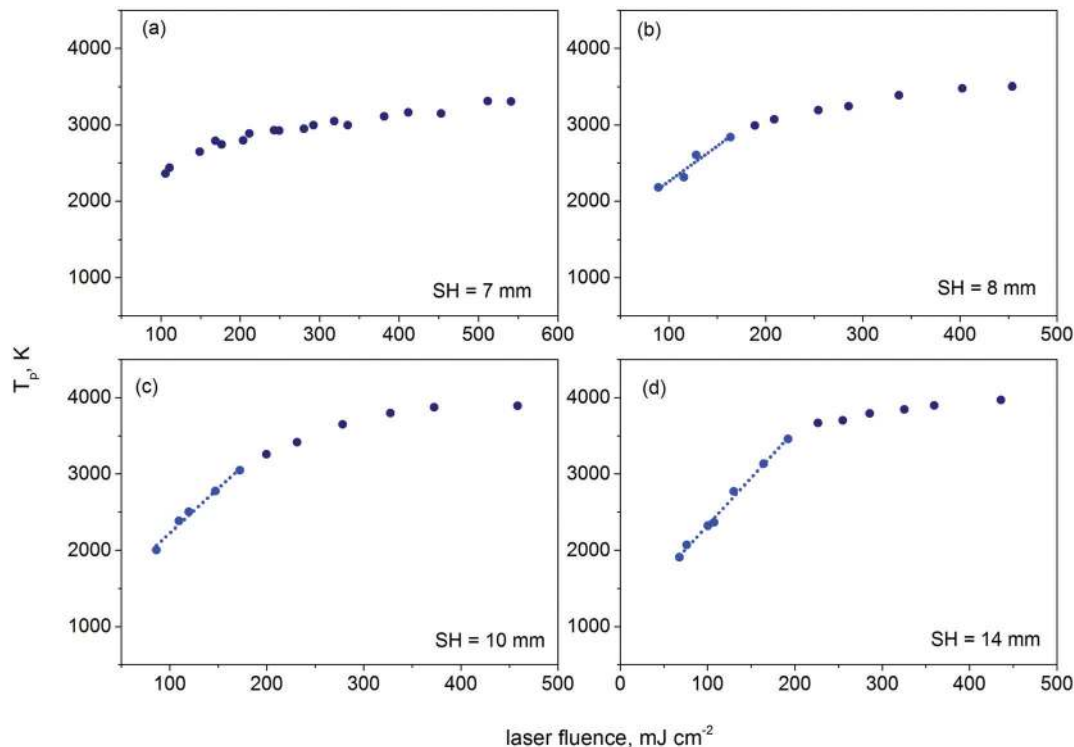 (a)
4000
3000
2000
1000
SH = 7 mm
100 200 300 400 500 600
(b)
4000
3000
2000
1000
SH = 8 mm
100 200 300 400 500
T_p, K
(c)
4000
3000
2000
1000
SH = 10 mm
100 200 300 400 500
(d)
4000
3000
2000
1000
SH = 14 mm
0 100 200 300 400 500
laser fluence, mJ cm⁻²